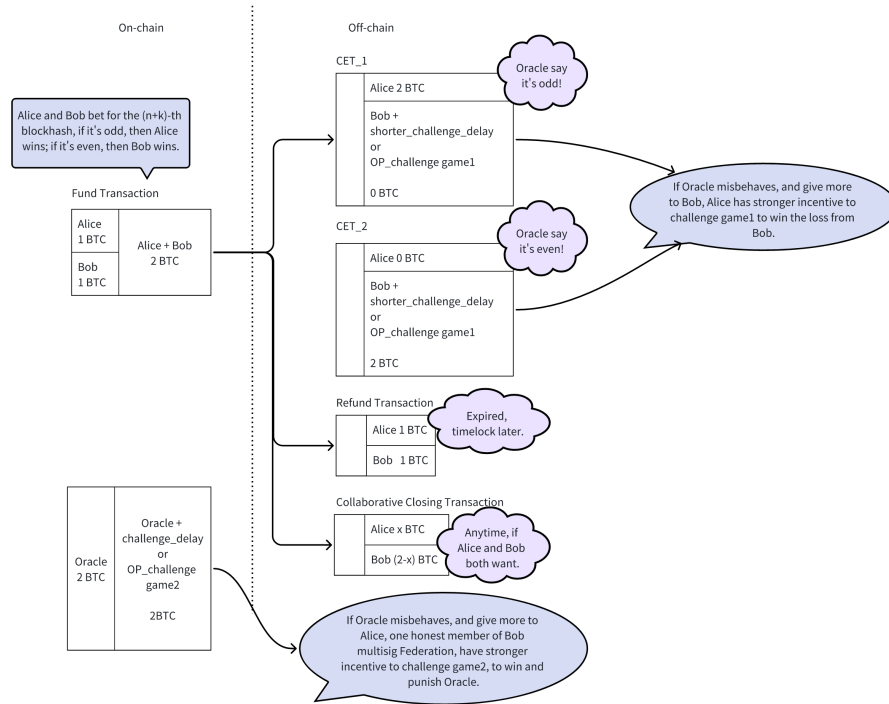 On-chain
Off-chain
Alice and Bob bet for the (n+k)-th
blockhash, if it's odd, then Alice
wins; if it's even, then Bob wins.
Fund Transaction
Alice
1 BTC
Bob
1 BTC
Alice + Bob
2 BTC
CET_1
Oracle say
it's odd!
Alice 2 BTC
Bob +
shorter_challenge_delay
or
OP_challenge game1
0 BTC
CET_2
Oracle say
it's even!
Alice 0 BTC
Bob +
shorter_challenge_delay
or
OP_challenge game1
2 BTC
If Oracle misbehaves, and give more
to Bob, Alice has stronger incentive to
challenge game1 to win the loss from
Bob.
Refund Transaction
Alice 1 BTC
Bob 1 BTC
Expired,
timelock later.
Collaborative Closing Transaction
Alice x BTC
Bob (2-x) BTC
Anytime, if
Alice and Bob
both want.
Oracle
2 BTC
Oracle +
challenge_delay
or
OP_challenge
game2
2BTC
If Oracle misbehaves, and give more to
Alice, one honest member of Bob
multisig Federation, have stronger
incentive to challenge game2, to win and
punish Oracle.